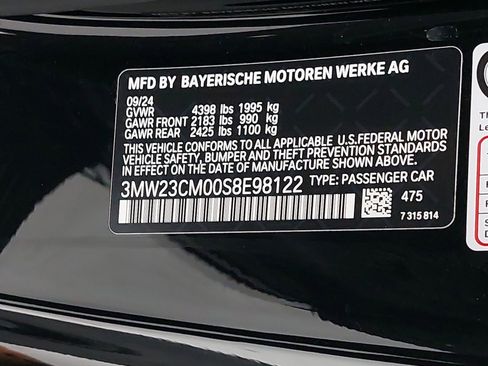 MFD BY BAYERISCHE MOTOREN WERKE AG
09/24
GVWR 4398 lbs 1995 kg
GAWR FRONT 2183 lbs 990 kg
GAWR REAR 2425 lbs 1100 kg
THIS VEHICLE CONFORMS TO ALL APPLICABLE U.S.FEDERAL MOTOR
VEHICLE SAFETY, BUMPER, AND THEFT PREVENTION STANDARDS
IN EFFECT ON THE DATE OF MANUFACTURE SHOWN ABOVE.
3MW23CM00S8E98122 TYPE: PASSENGER CAR
475
7 315 814